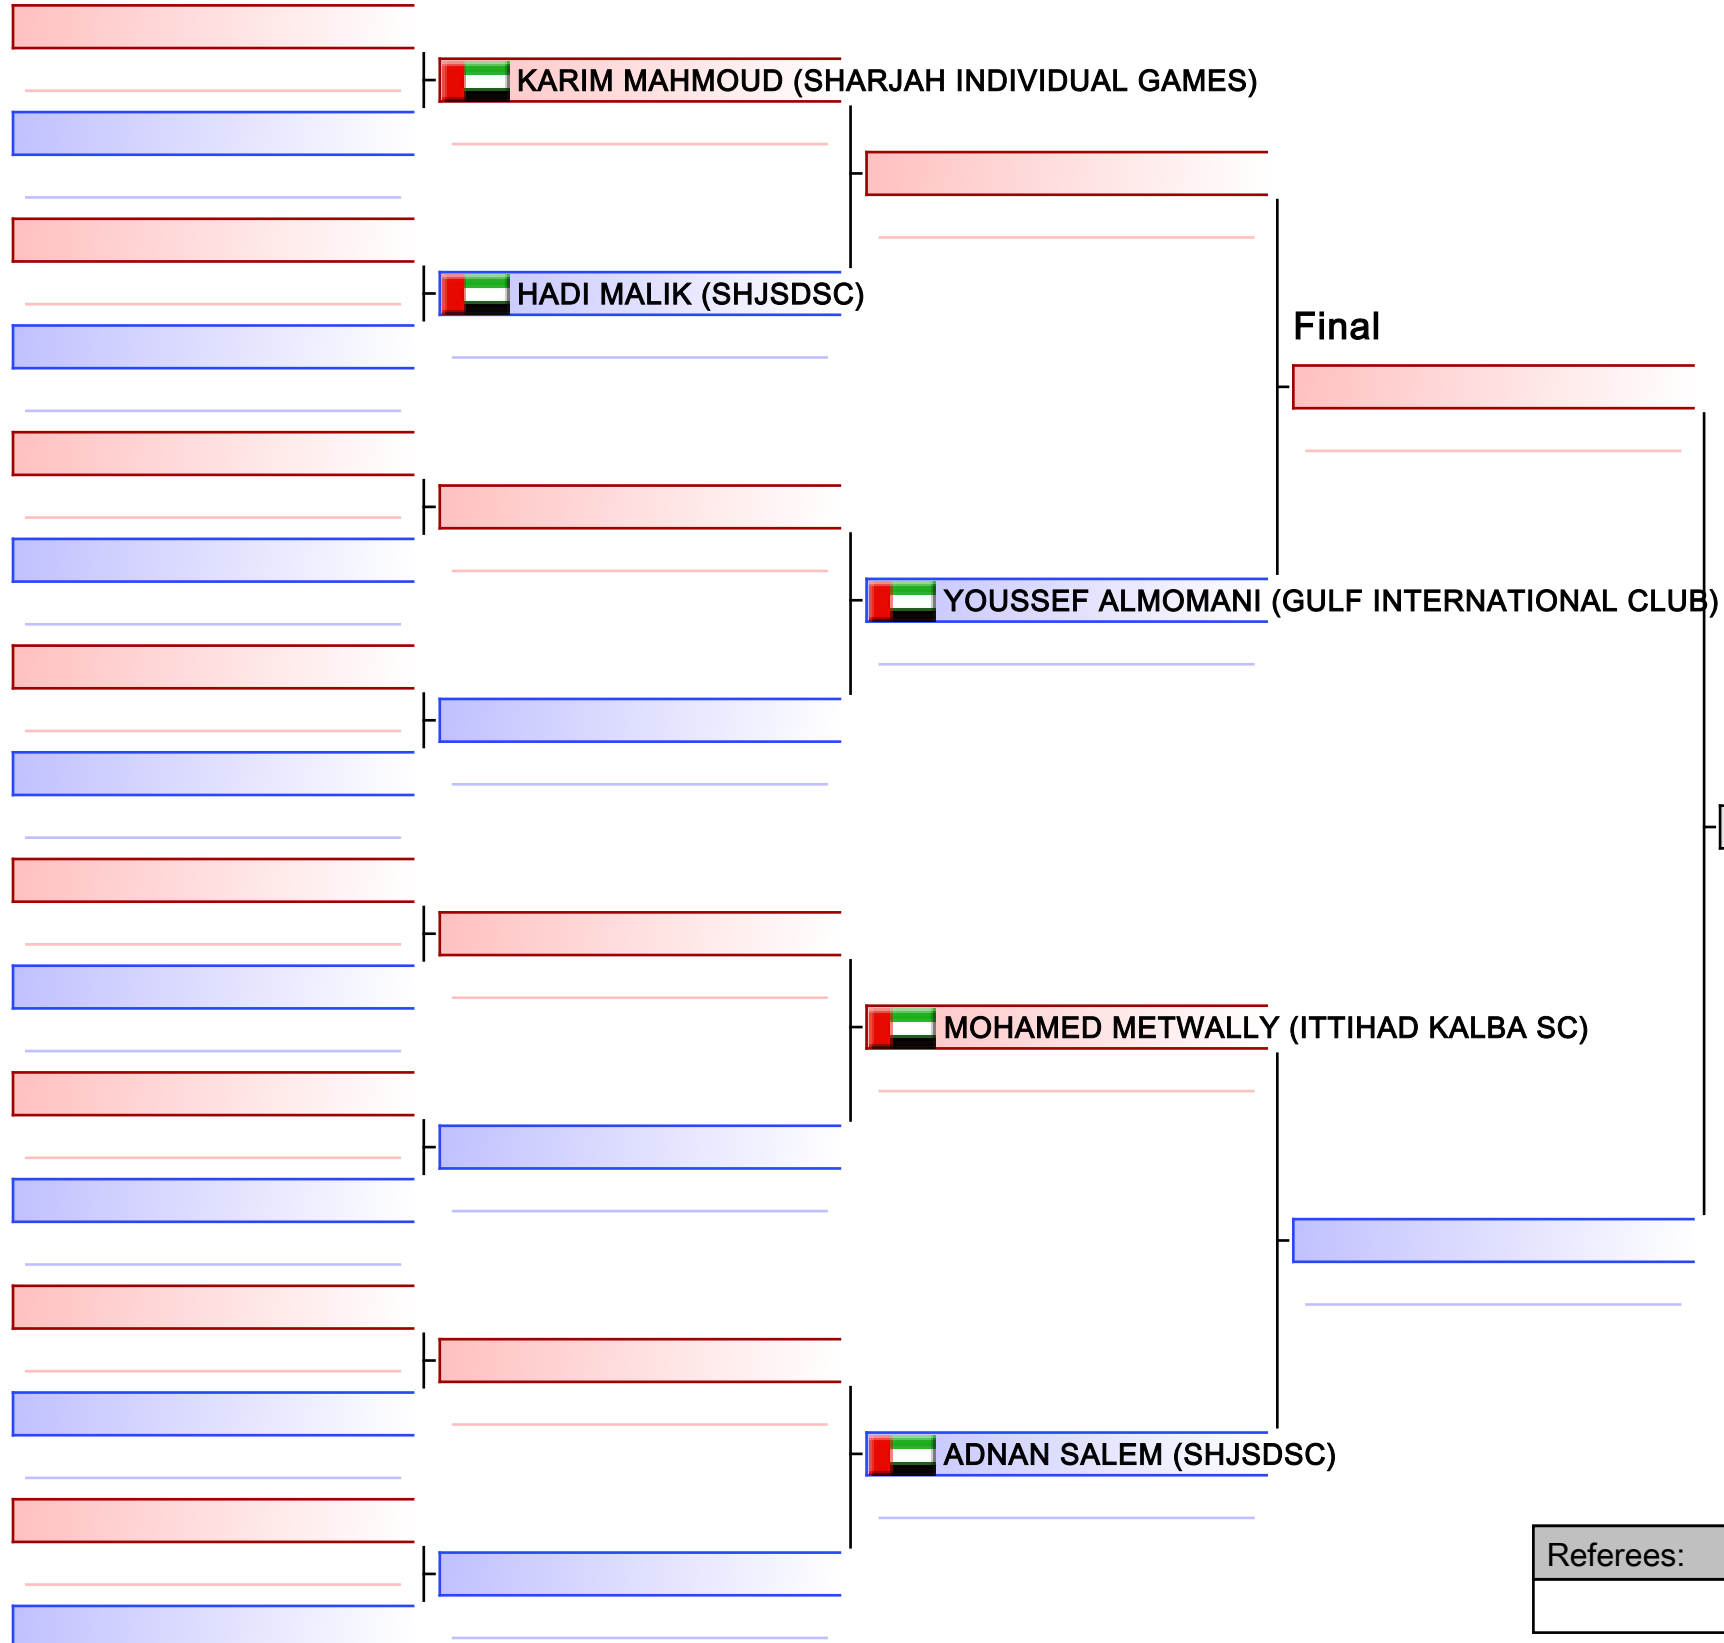 KARIM MAHMOUD (SHARJAH INDIVIDUAL GAMES)
HADI MALIK (SHJSDSC)
Final
YOUSSEF ALMOMANI (GULF INTERNATIONAL CLUB)
MOHAMED METWALLY (ITTIHAD KALBA SC)
ADNAN SALEM (SHJSDSC)
Referees: